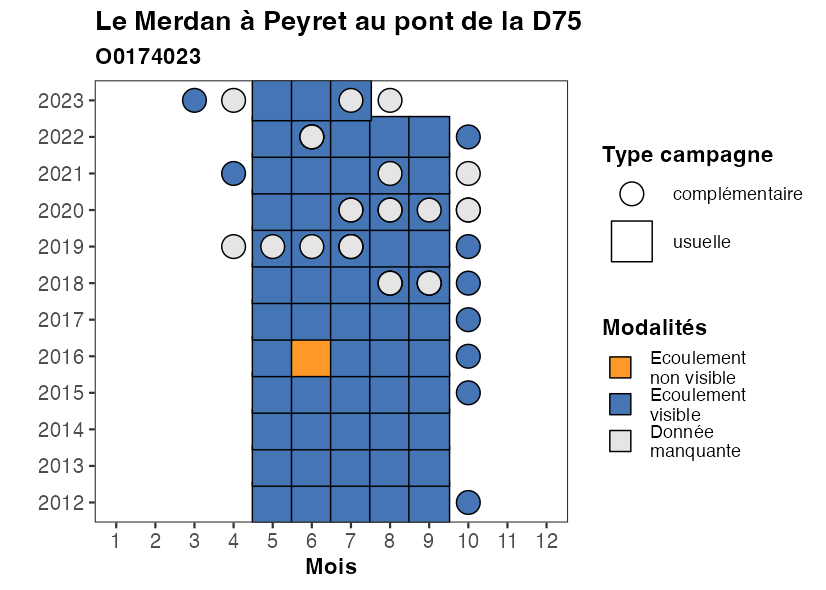 Le Merdan à Peyret au pont de la D75
O0174023
2023
2022
2021
2020
2019
2018
2017
2016
2015
2014
2013
2012
1 2 3 4 5 6 7 8 9 10 11 12
Mois
Type campagne
complémentaire
usuelle
Modalités
Ecoulement
non visible
Ecoulement
visible
Donnée
manquante